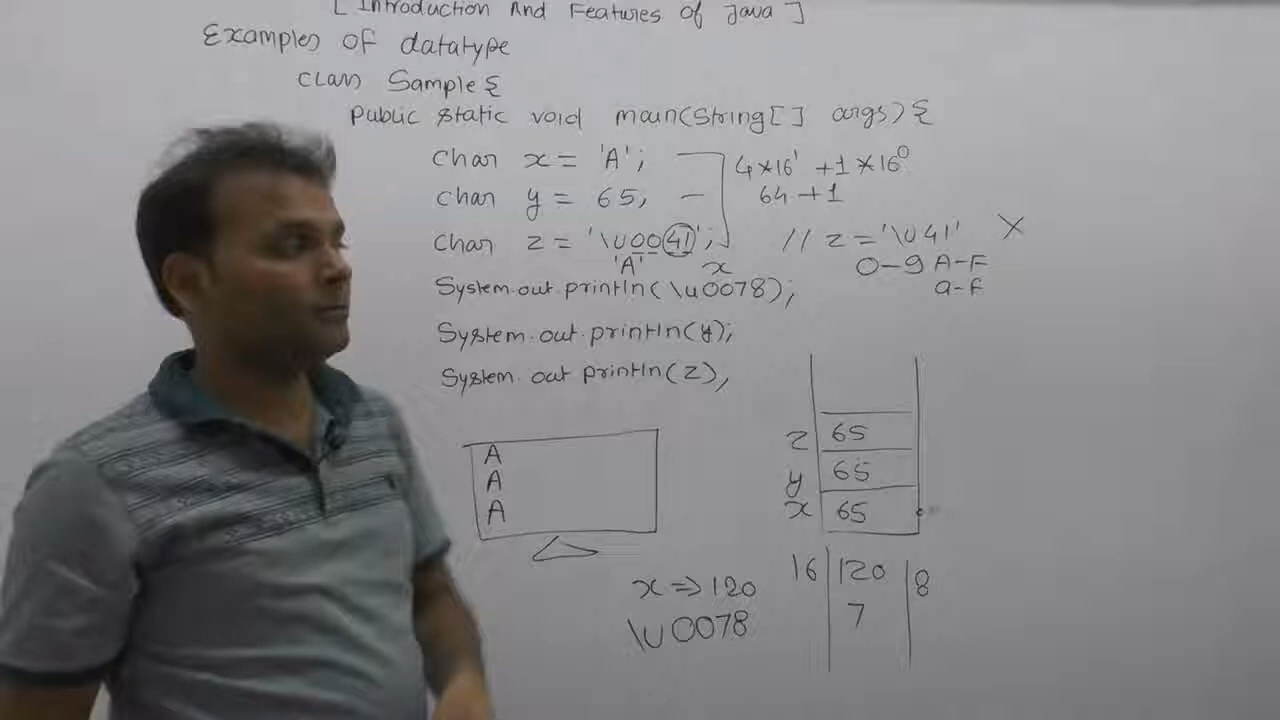 [ Introduction And Features of Java ]
Examples of datatype
Class Sample {
public static void main(String[] args) {
char x = 'A';
4*16¹ + 1*16⁰
char y = 65;
64 + 1
char z = '\u0041';
// z = '\u41' X
'A'
x
0-9 A-F
a-f
System.out.println(\u0078);
System.out.println(y);
System.out println(z),
A
A
A
z 65
y 65
x 65
x => 120
\u0078
16 120 8
7